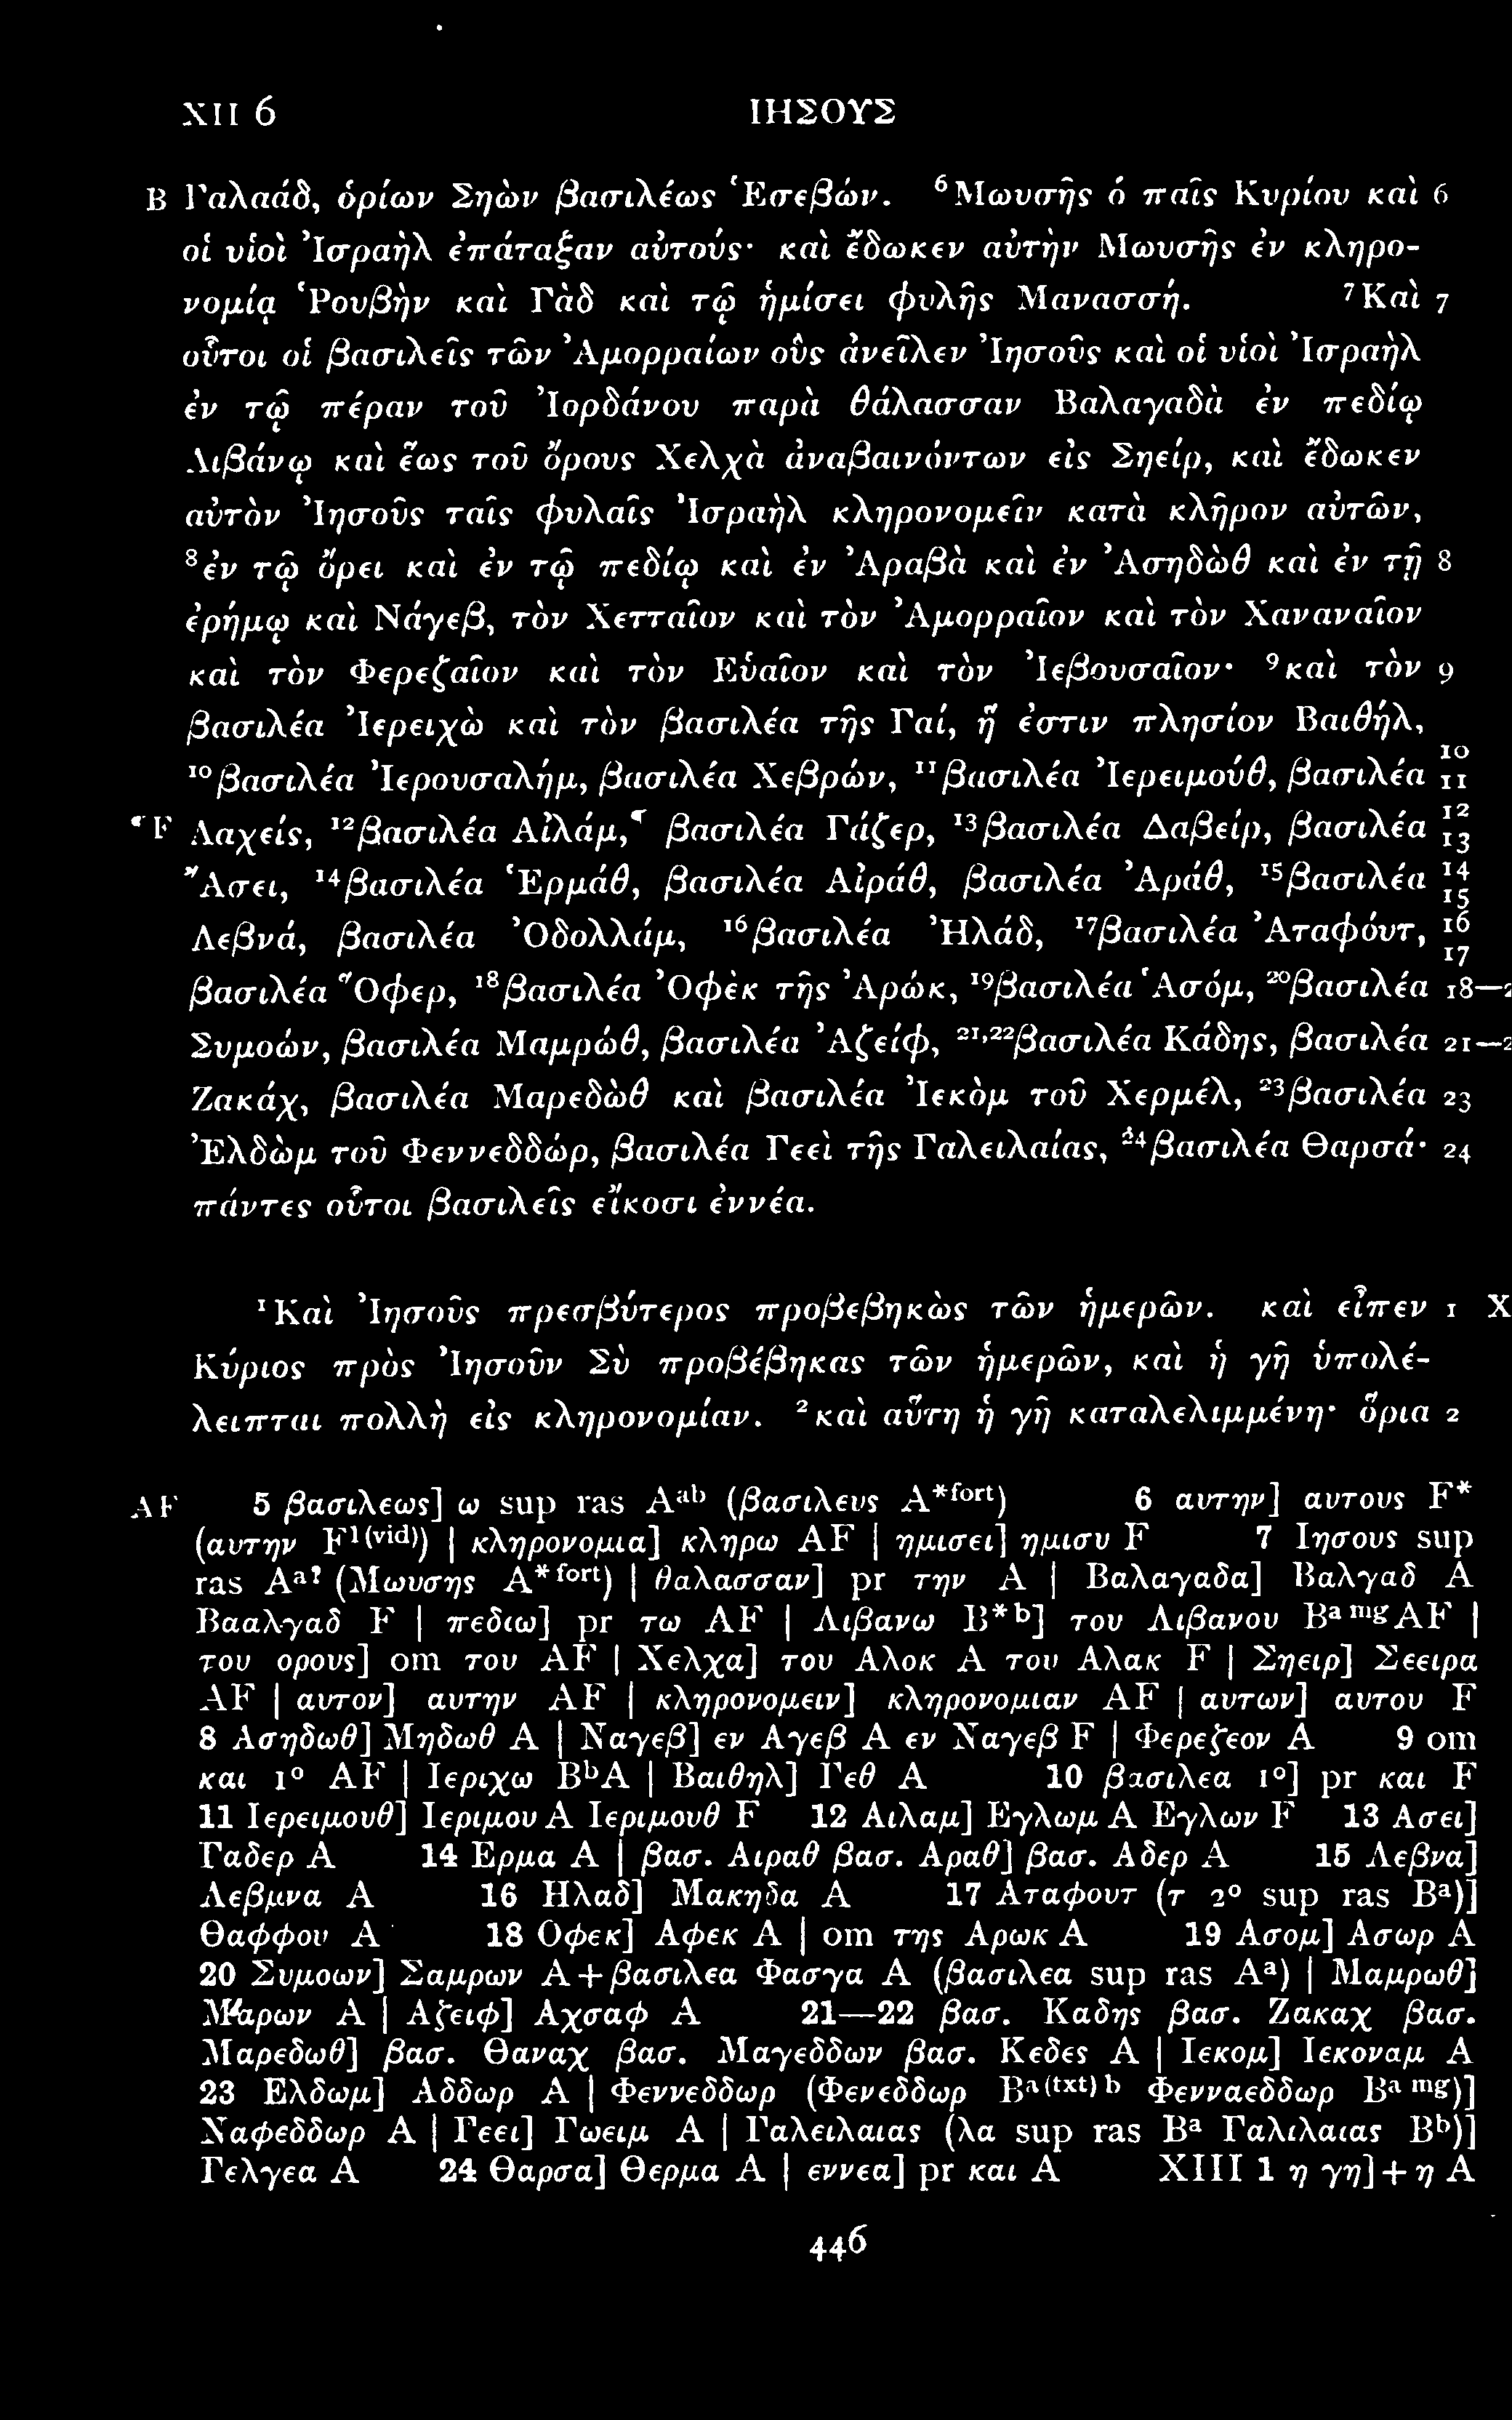 XII 6 ΙΗΣΟΥΣ
B Γαλαάδ, ὁρίων Σηὼν βασιλέως Ἑσεβών. ⁶Μωυσῆς ὁ παῖς Κυρίου καὶ 6
οἱ υἱοὶ Ἰσραὴλ ἐπάταξαν αὐτούς· καὶ ἔδωκεν αὐτὴν Μωυσῆς ἐν κληρο-
νομίᾳ Ῥουβὴν καὶ Γὰδ καὶ τῷ ἡμίσει φυλῆς Μανασσή. ⁷Καὶ 7
οὗτοι οἱ βασιλεῖς τῶν Ἀμορραίων οὓς ἀνεῖλεν Ἰησοῦς καὶ οἱ υἱοὶ Ἰσραὴλ
ἐν τῷ πέραν τοῦ Ἰορδάνου παρὰ θάλασσαν Βαλαγαδὰ ἐν πεδίῳ
Λιβάνῳ καὶ ἕως τοῦ ὄρους Χελχὰ ἀναβαινόντων εἰς Σηείρ, καὶ ἔδωκεν
αὐτὸν Ἰησοῦς ταῖς φυλαῖς Ἰσραὴλ κληρονομεῖν κατὰ κλῆρον αὐτῶν,
⁸ἐν τῷ ὄρει καὶ ἐν τῷ πεδίῳ καὶ ἐν Ἀραβὰ καὶ ἐν Ἀσηδὼθ καὶ ἐν τῇ 8
ἐρήμῳ καὶ Νάγεβ, τὸν Χετταῖον καὶ τὸν Ἀμορραῖον καὶ τὸν Χαναναῖον
καὶ τὸν Φερεζαῖον καὶ τὸν Εὑαῖον καὶ τὸν Ἰεβουσαῖον· ⁹καὶ τὸν 9
βασιλέα Ἰερειχὼ καὶ τὸν βασιλέα τῆς Γαί, ἥ ἐστιν πλησίον Βαιθήλ,
¹⁰βασιλέα Ἰερουσαλήμ, βασιλέα Χεβρών, ¹¹βασιλέα Ἰερειμούθ, βασιλέα 10 11
F Λαχείς, ¹²βασιλέα Αἰλάμ, βασιλέα Γάζερ, ¹³βασιλέα Δαβείρ, βασιλέα 12 13
Ἄσει, ¹⁴βασιλέα Ἑρμάθ, βασιλέα Αἰράθ, βασιλέα Ἀράθ, ¹⁵βασιλέα 14 15
Λεβνά, βασιλέα Ὀδολλάμ, ¹⁶βασιλέα Ἠλάδ, ¹⁷βασιλέα Ἀταφούτ, 16 17
βασιλέα Ὄφερ, ¹⁸βασιλέα Ὀφὲκ τῆς Ἀρώκ, ¹⁹βασιλέα Ἁσόμ, ²⁰βασιλέα 18—2
Συμοών, βασιλέα Μαμρώθ, βασιλέα Ἀζείφ, ²¹,²²βασιλέα Κάδης, βασιλέα 21—2
Ζακάχ, βασιλέα Μαρεδὼθ καὶ βασιλέα Ἰεκὸμ τοῦ Χερμέλ, ²³βασιλέα 23
Ἐλδὼμ τοῦ Φεννεδδώρ, βασιλέα Γεεὶ τῆς Γαλειλαίας, ²⁴βασιλέα Θαρσά· 24
πάντες οὗτοι βασιλεῖς εἴκοσι ἐννέα.
¹Καὶ Ἰησοῦς πρεσβύτερος προβεβηκὼς τῶν ἡμερῶν. καὶ εἶπεν 1 X
Κύριος πρὸς Ἰησοῦν Σὺ προβέβηκας τῶν ἡμερῶν, καὶ ἡ γῆ ὑπολέ-
λειπται πολλὴ εἰς κληρονομίαν. ²καὶ αὕτη ἡ γῆ καταλελιμμένη· ὅρια 2
AF 5 βασιλεως] ω sup ras Aᵃᵇ (βασιλευς A*ᶠᵒʳᵗ) 6 αυτην] αυτους F*
(αυτην F¹⁽ᵛⁱᵈ⁾) | κληρονομια] κληρω AF | ημισει] ημισυ F 7 Ιησους sup
ras Aᵃ? (Μωυσης A*ᶠᵒʳᵗ) | θαλασσαν] pr την A | Βαλαγαδα] Βαλγαδ A
Βααλγαδ F | πεδιω] pr τω AF | Λιβανω B*ᵇ] του Λιβανου Bᵃ ᵐᵍAF |
του ορους] om του AF | Χελχα] του Αλοκ A του Αλακ F | Σηειρ] Σεειρα
AF | αυτον] αυτην AF | κληρονομειν] κληρονομιαν AF | αυτων] αυτου F
8 Ασηδωθ] Μηδωθ A | Ναγεβ] εν Αγεβ A εν Ναγεβ F | Φερεζεον A 9 om
και 1° AF | Ιεριχω BᵇA | Βαιθηλ] Γεθ A 10 βασιλεα 1°] pr και F
11 Ιερειμουθ] Ιεριμου A Ιεριμουθ F 12 Αιλαμ] Εγλωμ A Εγλων F 13 Ασει]
Γαδερ A 14 Ερμα A | βασ. Αιραθ βασ. Αραθ] βασ. Αδερ A 15 Λεβνα]
Λεβμνα A 16 Ηλαδ] Μακηδα A 17 Αταφουτ (τ 2° sup ras Bᵃ)]
Θαφφου A 18 Οφεκ] Αφεκ A | om της Αρωκ A 19 Ασομ] Ασωρ A
20 Συμοων] Σαμρων A + βασιλεα Φασγα A (βασιλεα sup ras Aᵃ) | Μαμρωθ]
Μαρων A | Αζειφ] Αχσαφ A 21—22 βασ. Καδης βασ. Ζακαχ βασ.
Μαρεδωθ] βασ. Θαναχ βασ. Μαγεδδων βασ. Κεδες A | Ιεκομ] Ιεκοναμ A
23 Ελδωμ] Αδδωρ A | Φεννεδδωρ (Φενεδδωρ Bᵃ⁽ᵗˣᵗ⁾ᵇ Φενναεδδωρ Bᵃ ᵐᵍ)]
Ναφεδδωρ A | Γεει] Γωειμ A | Γαλειλαιας (λα sup ras Bᵃ Γαλιλαιας Bᵇ)]
Γελγεα A 24 Θαρσα] Θερμα A | εννεα] pr και A XIII 1 η γη] + η A
446